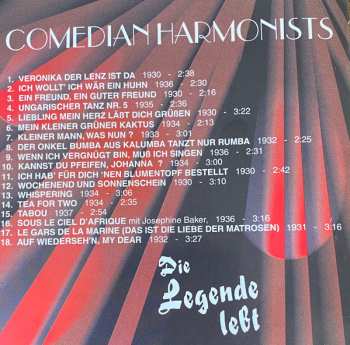 COMEDIAN HARMONISTS
1. VERONIKA DER LENZ IST DA 1930 - 2:38
2. ICH WOLLT' ICH WÄR EIN HUHN 1936 - 2:30
3. EIN FREUND, EIN GUTER FREUND 1930 - 3:16
4. UNGARISCHER TANZ NR. 5 1935 - 2:36
5. LIEBLING MEIN HERZ LÄßT DICH GRÜßEN 1930 - 3:22
6. MEIN KLEINER GRÜNER KAKTUS 1934 - 2:13
7. KLEINER MANN, WAS NUN ? 1933 - 3:01
8. DER ONKEL BUMBA AUS KALUMBA TANZT NUR RUMBA 1932 - 2:25
9. WENN ICH VERGNÜGT BIN, MUß ICH SINGEN 1936 - 2:31
10. KANNST DU PFEIFEN, JOHANNA ? 1934 - 3:00
11. ICH HAB' FÜR DICH 'NEN BLUMENTOPF BESTELLT 1930 - 2:42
12. WOCHENEND UND SONNENSCHEIN 1930 - 3:10
13. WHISPERING 1934 - 3:06
14. TEA FOR TWO 1934 - 2:35
15. TABOU 1937 - 2:54
16. SOUS LE CIEL D'AFRIQUE mit Josephine Baker, 1936 - 3:16
17. LE GARS DE LA MARINE (DAS IST DIE LIEBE DER MATROSEN) 1931 - 3:16
18. AUF WIEDERSEH'N, MY DEAR 1932 - 3:27
Die
Legende
lebt